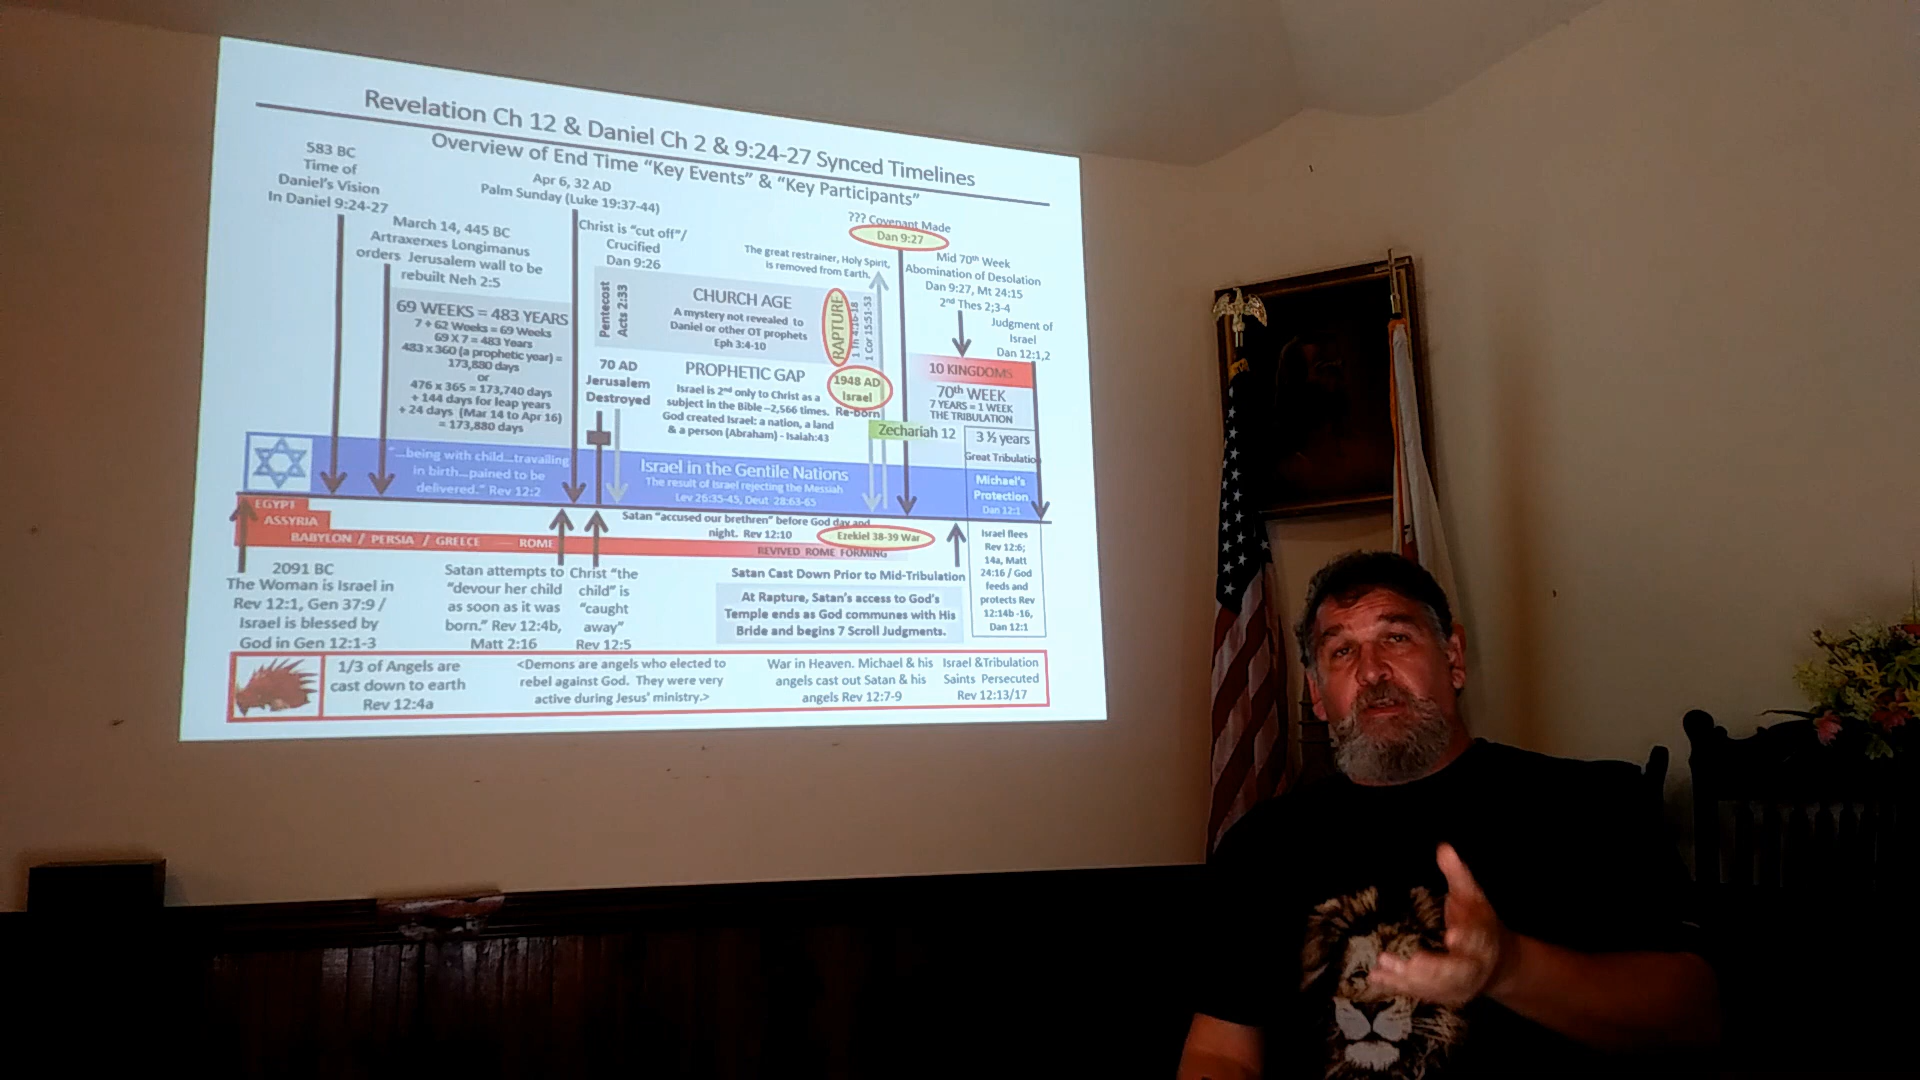 Revelation Ch 12 & Daniel Ch 2 & 9:24-27 Synced Timelines
Overview of End Time “Key Events” & “Key Participants”
583 BC
Time of
Daniel’s Vision
In Daniel 9:24-27
March 14, 445 BC
Artraxerxes Longimanus
orders Jerusalem wall to be
rebuilt Neh 2:5
Apr 6, 32 AD
Palm Sunday (Luke 19:37-44)
Christ is “cut off”/
Crucified
Dan 9:26
The great restrainer, Holy Spirit,
is removed from Earth.
??? Covenant Made
Dan 9:27
Mid 70th Week
Abomination of Desolation
Dan 9:27, Mt 24:15
2nd Thes 2;3-4
Judgment of
Israel
Dan 12:1,2
69 WEEKS = 483 YEARS
7 + 62 Weeks = 69 Weeks
69 X 7 = 483 Years
483 x 360 (a prophetic year) =
173,880 days
or
476 x 365 = 173,740 days
+ 144 days for leap years
+ 24 days (Mar 14 to Apr 16)
= 173,880 days
Pentecost
Acts 2:33
CHURCH AGE
A mystery not revealed to
Daniel or other OT prophets
Eph 3:4-10
RAPTURE
1 Th 4:16-18
1 Cor 15:51-53
70 AD
Jerusalem
Destroyed
PROPHETIC GAP
Israel is 2nd only to Christ as a
subject in the Bible –2,566 times.
God created Israel: a nation, a land
& a person (Abraham) - Isaiah:43
1948 AD
Israel
Re-born
10 KINGDOMS
70th WEEK
7 YEARS = 1 WEEK
THE TRIBULATION
Zechariah 12
3 ½ years
Great Tribulation
“...being with child...travailing
in birth...pained to be
delivered.” Rev 12:2
Israel in the Gentile Nations
The result of Israel rejecting the Messiah
Lev 26:35-45, Deut 28:63-65
Michael’s
Protection
Dan 12:1
EGYPT
ASSYRIA
BABYLON / PERSIA / GREECE
ROME
Satan “accused our brethren” before God day and
night. Rev 12:10
Ezekiel 38-39 War
REVIVED ROME FORMING
2091 BC
The Woman is Israel in
Rev 12:1, Gen 37:9 /
Israel is blessed by
God in Gen 12:1-3
Satan attempts to
“devour her child
as soon as it was
born.” Rev 12:4b,
Matt 2:16
Christ “the
child” is
“caught
away”
Rev 12:5
Satan Cast Down Prior to Mid-Tribulation
At Rapture, Satan’s access to God’s
Temple ends as God communes with His
Bride and begins 7 Scroll Judgments.
Israel flees
Rev 12:6;
14a, Matt
24:16 / God
feeds and
protects Rev
12:14b -16,
Dan 12:1
1/3 of Angels are
cast down to earth
Rev 12:4a
<Demons are angels who elected to
rebel against God. They were very
active during Jesus’ ministry.>
War in Heaven. Michael & his
angels cast out Satan & his
angels Rev 12:7-9
Israel &Tribulation
Saints Persecuted
Rev 12:13/17